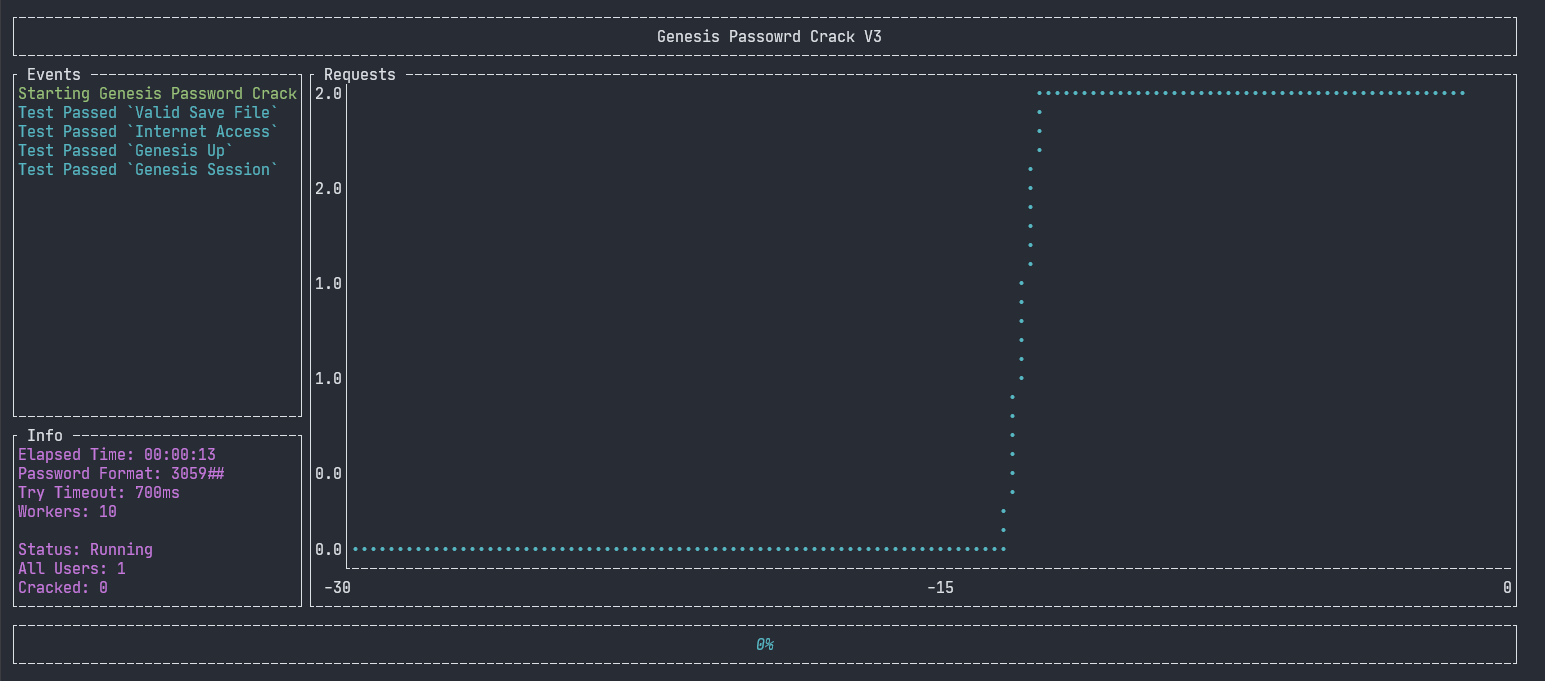 Genesis Passowrd Crack V3
Events
Starting Genesis Password Crack
Test Passed `Valid Save File`
Test Passed `Internet Access`
Test Passed `Genesis Up`
Test Passed `Genesis Session`
Info
Elapsed Time: 00:00:13
Password Format: 3059##
Try Timeout: 700ms
Workers: 10
Status: Running
All Users: 1
Cracked: 0
Requests
2.0
2.0
1.0
1.0
0.0
0.0
-30 -15 0
0%